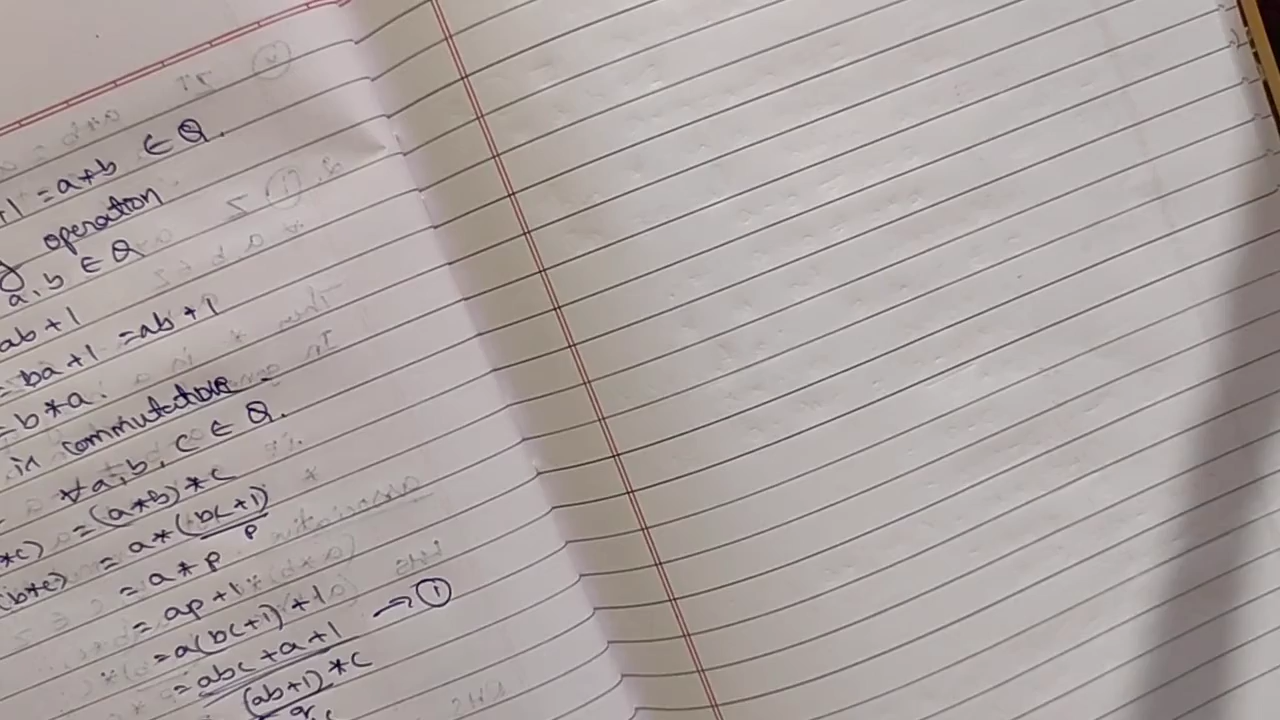 +1 = a*b ∈ Q.
operation
a, b ∈ Q
ab + 1
= ba + 1 = ab + 1
= b * a.
is commutative.
∀ a, b, c ∈ Q.
*c) = (a*b) * c
(b*c) = a * (bc+1)
P
= a * P
= ap + 1
= a(bc+1) + 1
= abc + a + 1 → ①
(ab+1) * c